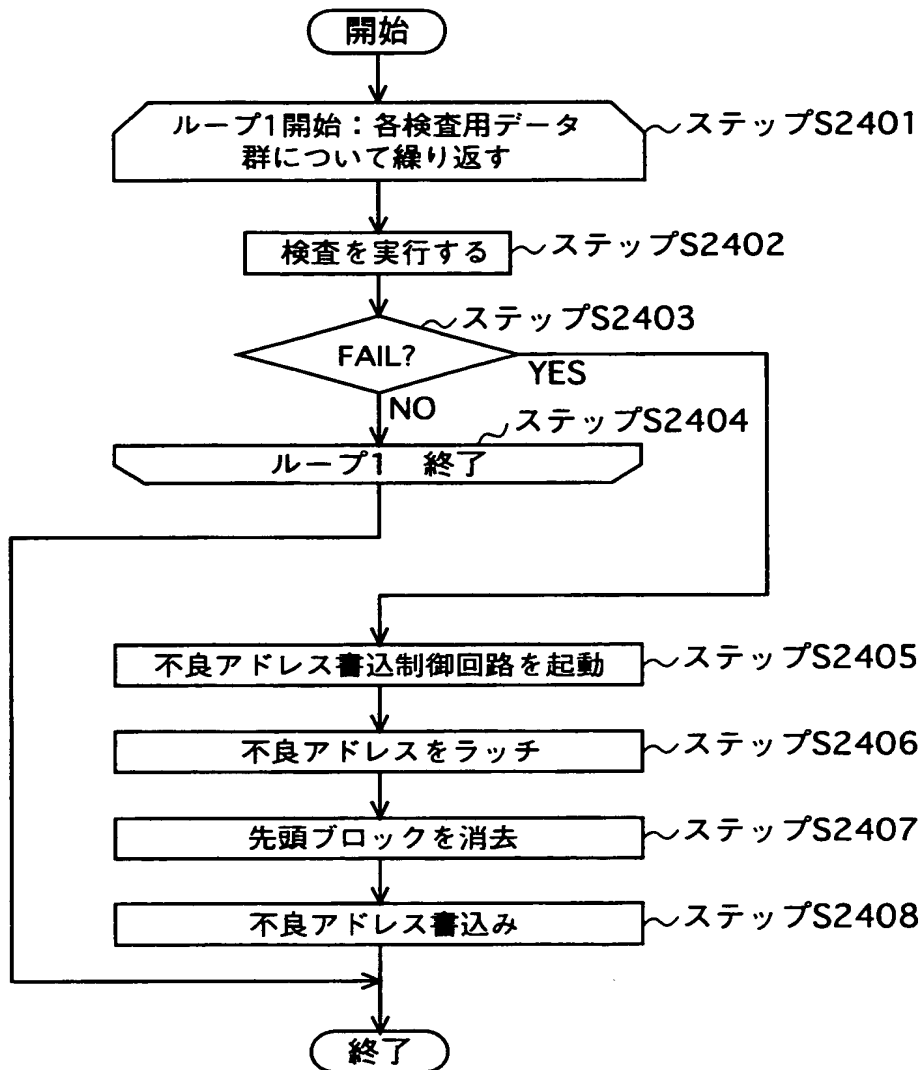 開始
ループ1開始：各検査用データ
群について繰り返す
ステップS2401
検査を実行する
ステップS2402
ステップS2403
FAIL?
YES
NO
ステップS2404
ループ1 終了
不良アドレス書込制御回路を起動
ステップS2405
不良アドレスをラッチ
ステップS2406
先頭ブロックを消去
ステップS2407
不良アドレス書込み
ステップS2408
終了